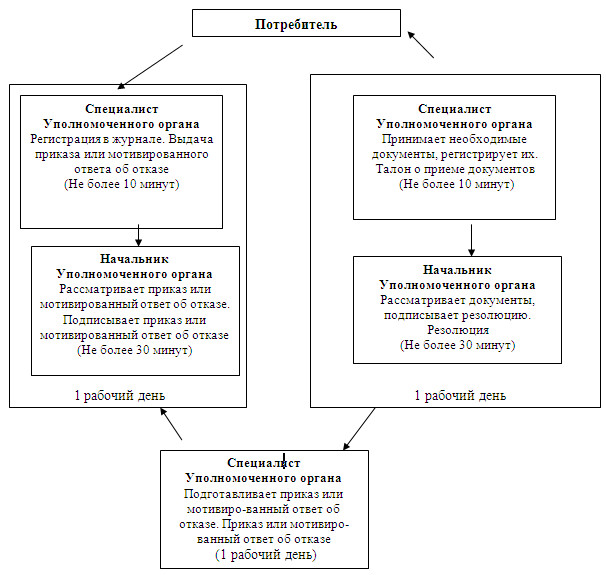 Потребитель
Специалист
Уполномоченного органа
Регистрация в журнале. Выдача
приказа или мотивированного
ответа об отказе
(Не более 10 минут)
Начальник
Уполномоченного органа
Рассматривает приказ или
мотивированный ответ об отказе.
Подписывает приказ или
мотивированный ответ об отказе
(Не более 30 минут)
1 рабочий день
Специалист
Уполномоченного органа
Принимает необходимые
документы, регистрирует их.
Талон о приеме документов
(Не более 10 минут)
Начальник
Уполномоченного органа
Рассматривает документы,
подписывает резолюцию.
Резолюция
(Не более 30 минут)
1 рабочий день
Специалист
Уполномоченного органа
Подготавливает приказ или
мотивиро-ванный ответ об
отказе. Приказ или мотивиро-
ванный ответ об отказе
(1 рабочий день)